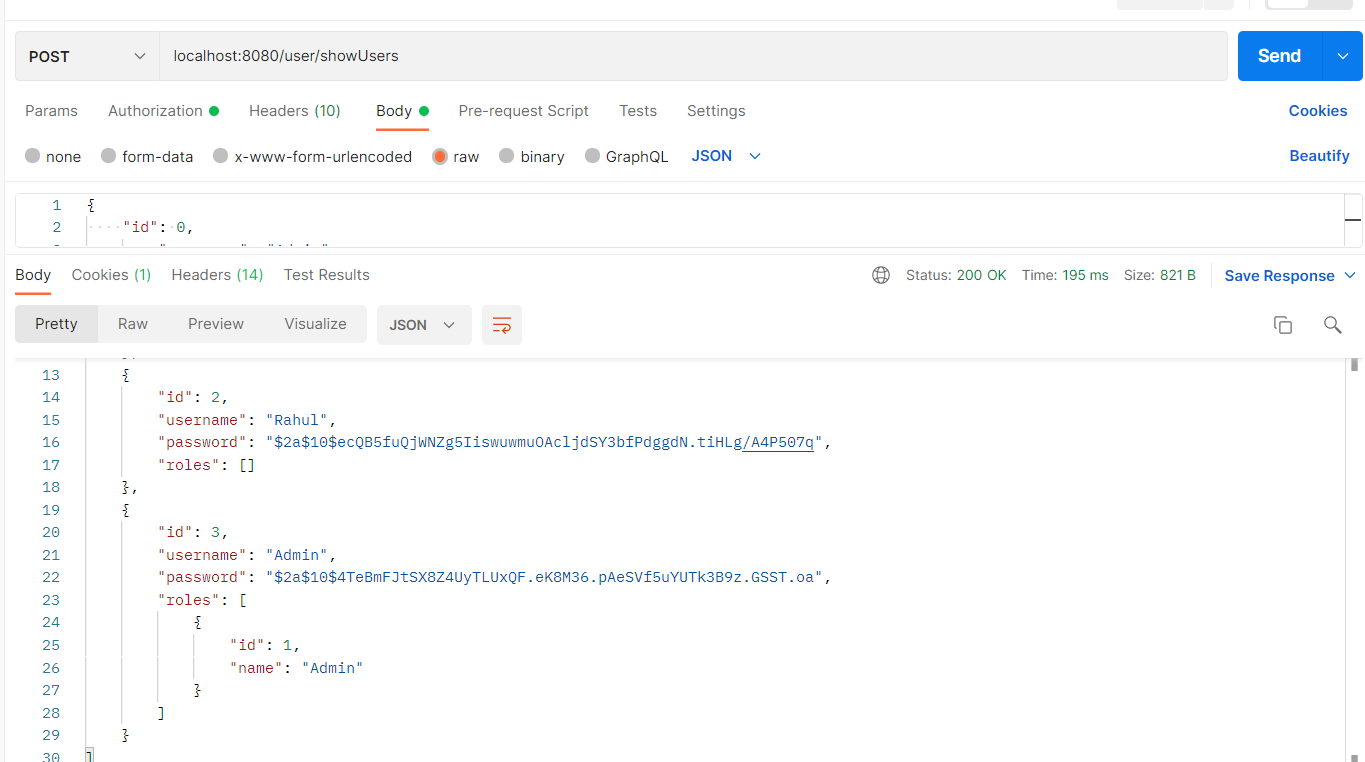 POST localhost:8080/user/showUsers Send
Params Authorization Headers (10) Body Pre-request Script Tests Settings Cookies
none form-data x-www-form-urlencoded raw binary GraphQL JSON Beautify
1 {
2 "id": 0,
Body Cookies (1) Headers (14) Test Results Status: 200 OK Time: 195 ms Size: 821 B Save Response
Pretty Raw Preview Visualize JSON
13 {
14 "id": 2,
15 "username": "Rahul",
16 "password": "$2a$10$ecQB5fuQjWNZg5IiswuwmuOAcljdSY3bfPdggdN.tiHLg/A4P507q",
17 "roles": []
18 },
19 {
20 "id": 3,
21 "username": "Admin",
22 "password": "$2a$10$4TeBmFJtSX8Z4UyTLUxQF.eK8M36.pAeSVf5uYUTk3B9z.GSST.oa",
23 "roles": [
24 {
25 "id": 1,
26 "name": "Admin"
27 }
28 ]
29 }
30 ]